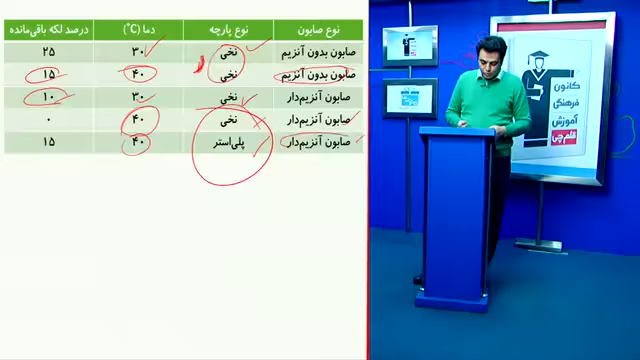 نوع صابون نوع پارچه دما (°C) درصد لکه باقی‌مانده
صابون بدون آنزیم نخی ۳۰ ۲۵
صابون بدون آنزیم نخی ۴۰ ۱۵
صابون آنزیم‌دار نخی ۳۰ ۱۰
صابون آنزیم‌دار نخی ۴۰ ۰
صابون آنزیم‌دار پلی‌استر ۴۰ ۱۵
کانون
فرهنگی
آموزش
قلم‌چی